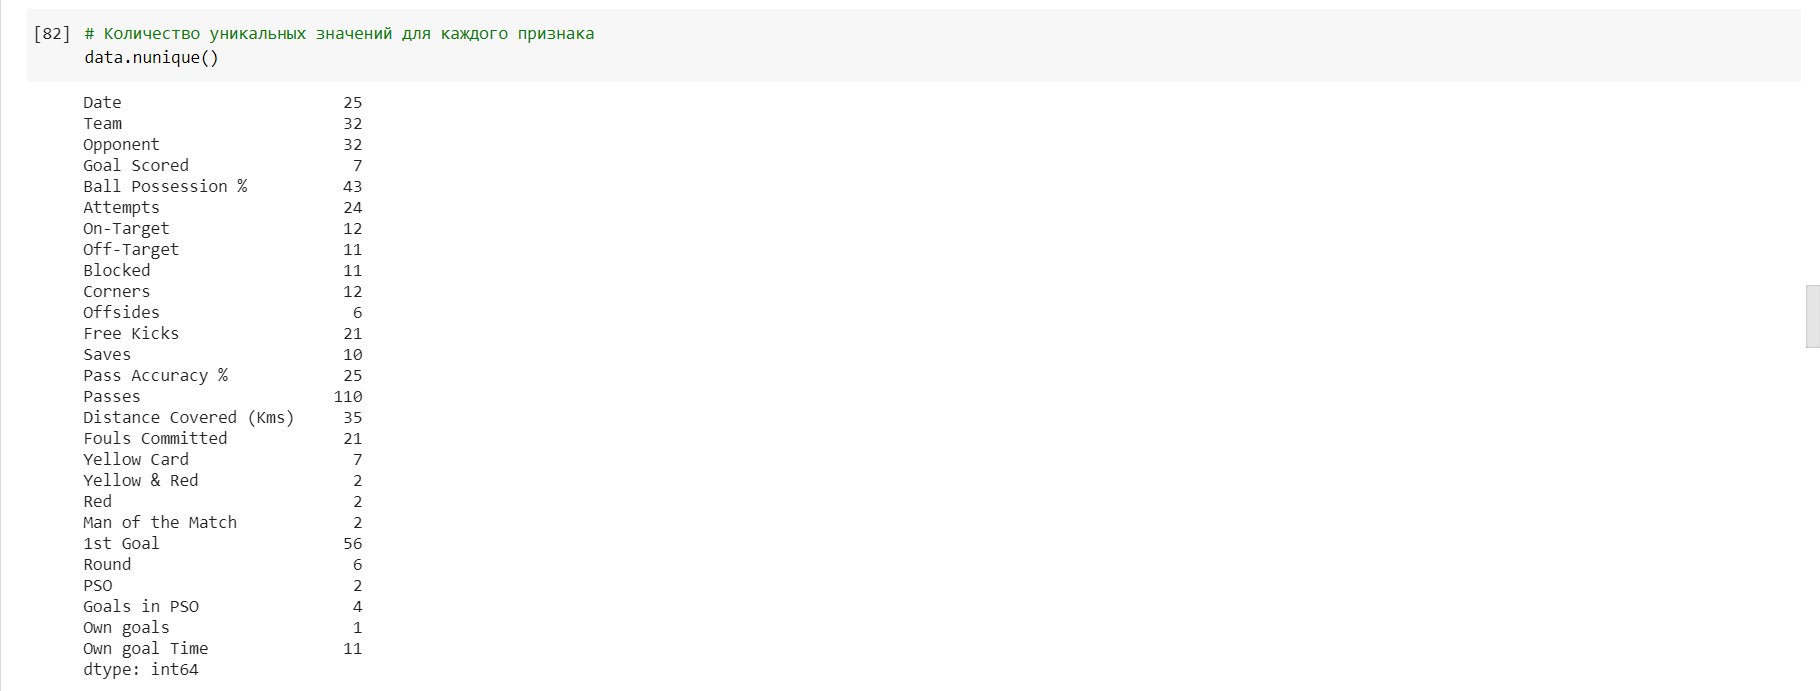 [82] # Количество уникальных значений для каждого признака
data.nunique()
Date 25
Team 32
Opponent 32
Goal Scored 7
Ball Possession % 43
Attempts 24
On-Target 12
Off-Target 11
Blocked 11
Corners 12
Offsides 6
Free Kicks 21
Saves 10
Pass Accuracy % 25
Passes 110
Distance Covered (Kms) 35
Fouls Committed 21
Yellow Card 7
Yellow & Red 2
Red 2
Man of the Match 2
1st Goal 56
Round 6
PSO 2
Goals in PSO 4
Own goals 1
Own goal Time 11
dtype: int64